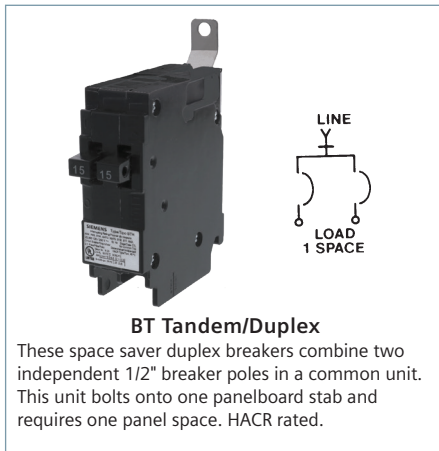 LINE
15 15
SIEMENS
LOAD
1 SPACE
BT Tandem/Duplex
These space saver duplex breakers combine two
independent 1/2" breaker poles in a common unit.
This unit bolts onto one panelboard stab and
requires one panel space. HACR rated.